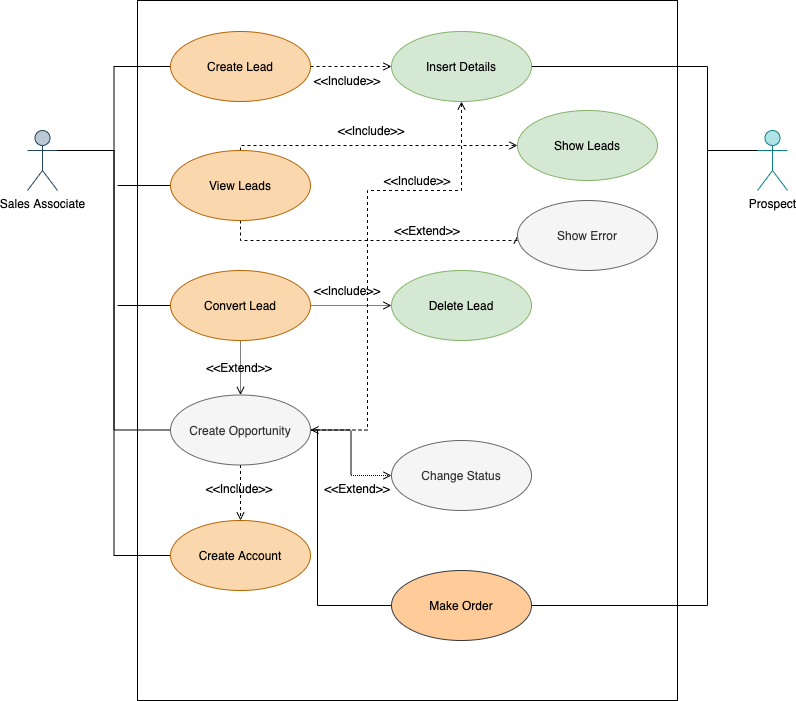 Create Lead
<<Include>>
Insert Details
<<Include>>
Show Leads
Sales Associate
View Leads
<<Include>>
Prospect
<<Extend>>
Show Error
Convert Lead
<<Include>>
Delete Lead
<<Extend>>
Create Opportunity
Change Status
<<Include>>
<<Extend>>
Create Account
Make Order